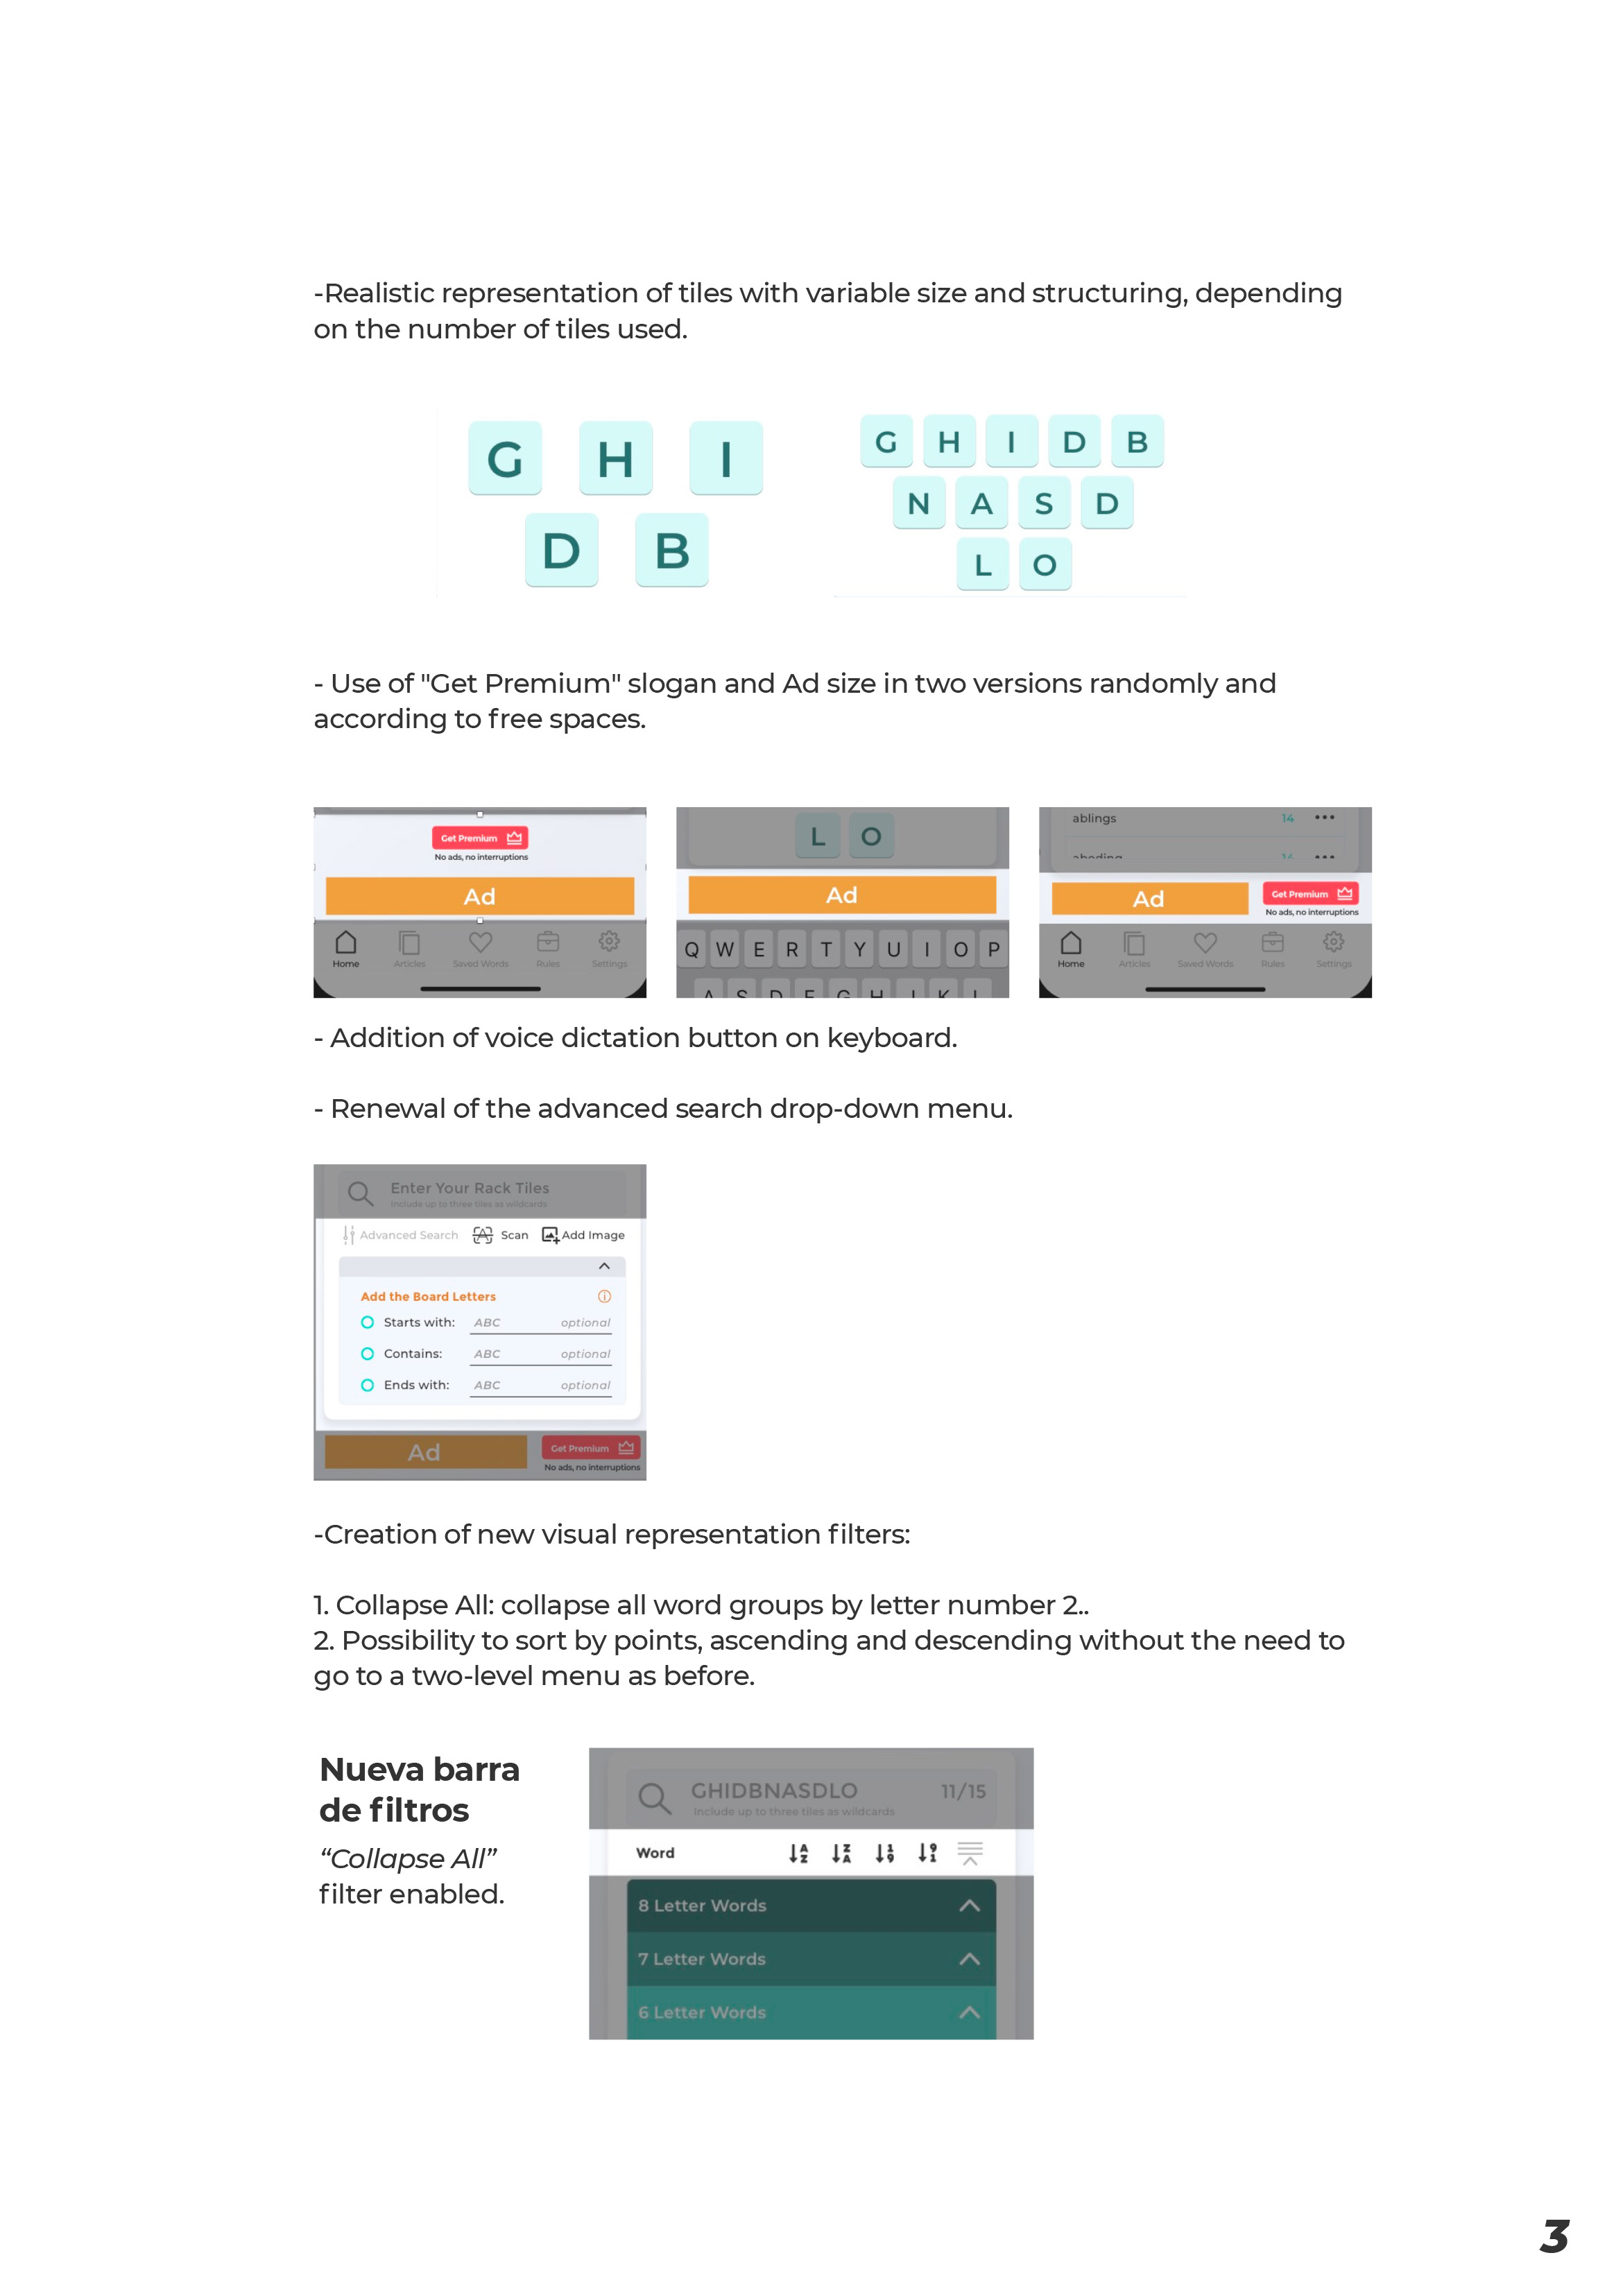 -Realistic representation of tiles with variable size and structuring, depending
on the number of tiles used.
G H I
D B
G H I D B
N A S D
L O
- Use of "Get Premium" slogan and Ad size in two versions randomly and
according to free spaces.
Get Premium
No ads, no interruptions
Ad
Home Articles Saved Words Rules Settings
L O
Ad
Q W E R T Y U I O P
A S D F G H J K L
ablings 14 •••
aboding 14 •••
Ad Get Premium
No ads, no interruptions
Home Articles Saved Words Rules Settings
- Addition of voice dictation button on keyboard.
- Renewal of the advanced search drop-down menu.
Enter Your Rack Tiles
Include up to three tiles as wildcards
Advanced Search Scan Add Image
Add the Board Letters
Starts with: ABC optional
Contains: ABC optional
Ends with: ABC optional
Ad Get Premium
No ads, no interruptions
-Creation of new visual representation filters:
1. Collapse All: collapse all word groups by letter number 2..
2. Possibility to sort by points, ascending and descending without the need to
go to a two-level menu as before.
Nueva barra
de filtros
“Collapse All”
filter enabled.
GHIDBNASDLO 11/15
Include up to three tiles as wildcards
Word A Z Z A 1 9 9 1
8 Letter Words
7 Letter Words
6 Letter Words
3